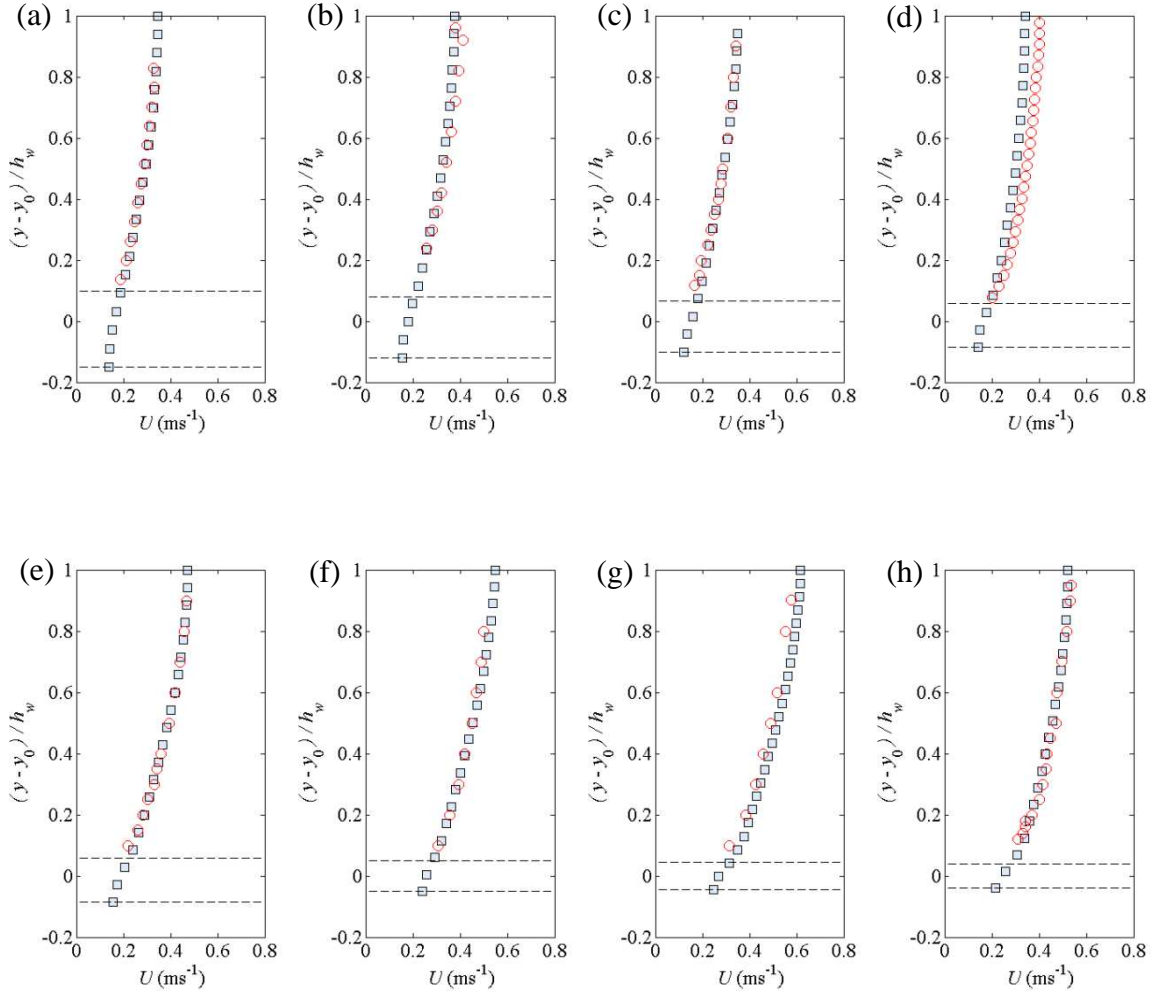 (a) (b) (c) (d)
1 1 1 1
0.8 0.8 0.8 0.8
0.6 0.6 0.6 0.6
(y - y0) / hw (y - y0) / hw (y - y0) / hw (y - y0) / hw
0.4 0.4 0.4 0.4
0.2 0.2 0.2 0.2
0 0 0 0
-0.2 -0.2 -0.2 -0.2
0 0.2 0.4 0.6 0.8 0 0.2 0.4 0.6 0.8 0 0.2 0.4 0.6 0.8 0 0.2 0.4 0.6 0.8
U (ms-1) U (ms-1) U (ms-1) U (ms-1)
(e) (f) (g) (h)
1 1 1 1
0.8 0.8 0.8 0.8
0.6 0.6 0.6 0.6
(y - y0) / hw (y - y0) / hw (y - y0) / hw (y - y0) / hw
0.4 0.4 0.4 0.4
0.2 0.2 0.2 0.2
0 0 0 0
-0.2 -0.2 -0.2 -0.2
0 0.2 0.4 0.6 0.8 0 0.2 0.4 0.6 0.8 0 0.2 0.4 0.6 0.8 0 0.2 0.4 0.6 0.8
U (ms-1) U (ms-1) U (ms-1) U (ms-1)